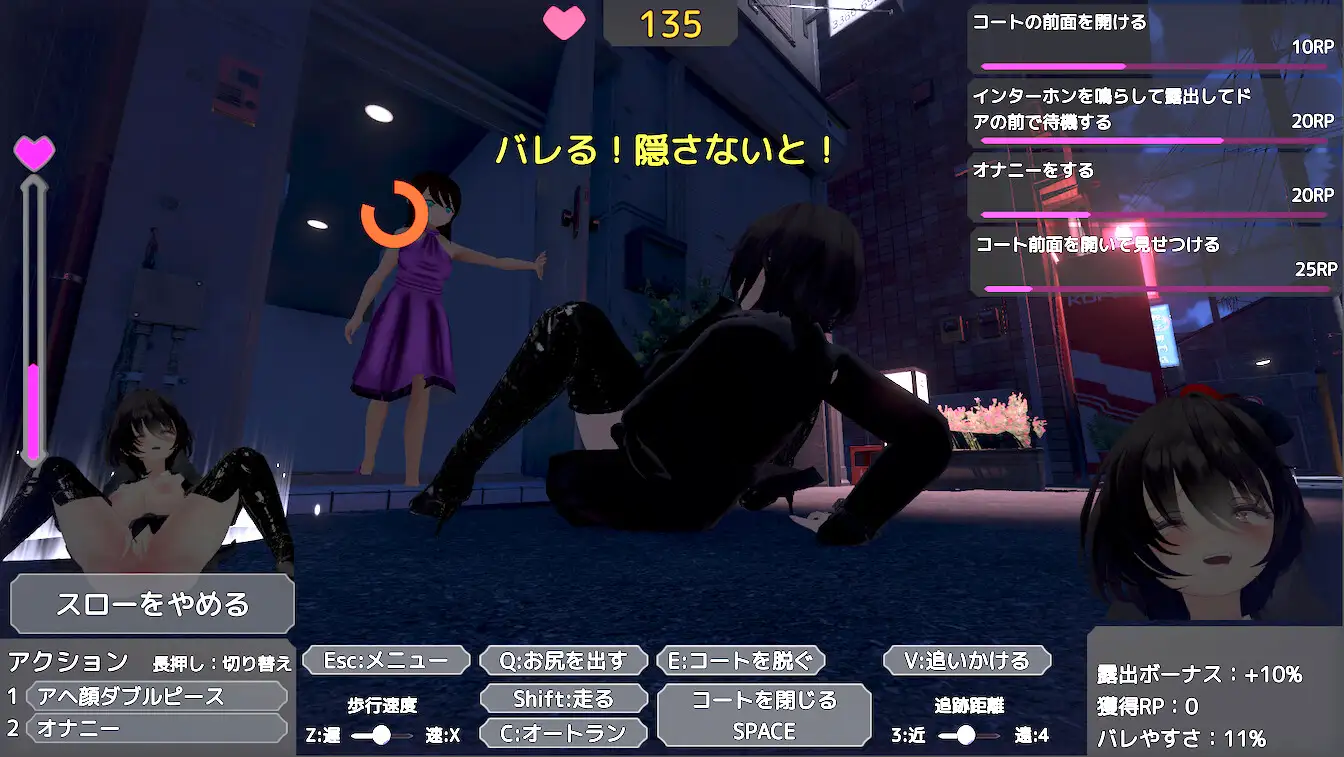 135
コートの前面を開ける
10RP
インターホンを鳴らして露出してド
アの前で待機する
20RP
オナニーをする
20RP
コート前面を開いて見せつける
25RP
バレる！隠さないと！
スローをやめる
アクション 長押し：切り替え
1 アヘ顔ダブルピース
2 オナニー
Esc:メニュー
Q:お尻を出す
E:コートを脱ぐ
V:追いかける
歩行速度
Z:遅 速:X
Shift:走る
C:オートラン
コートを閉じる
SPACE
追跡距離
3:近 遠:4
露出ボーナス：+10%
獲得RP：0
バレやすさ：11%